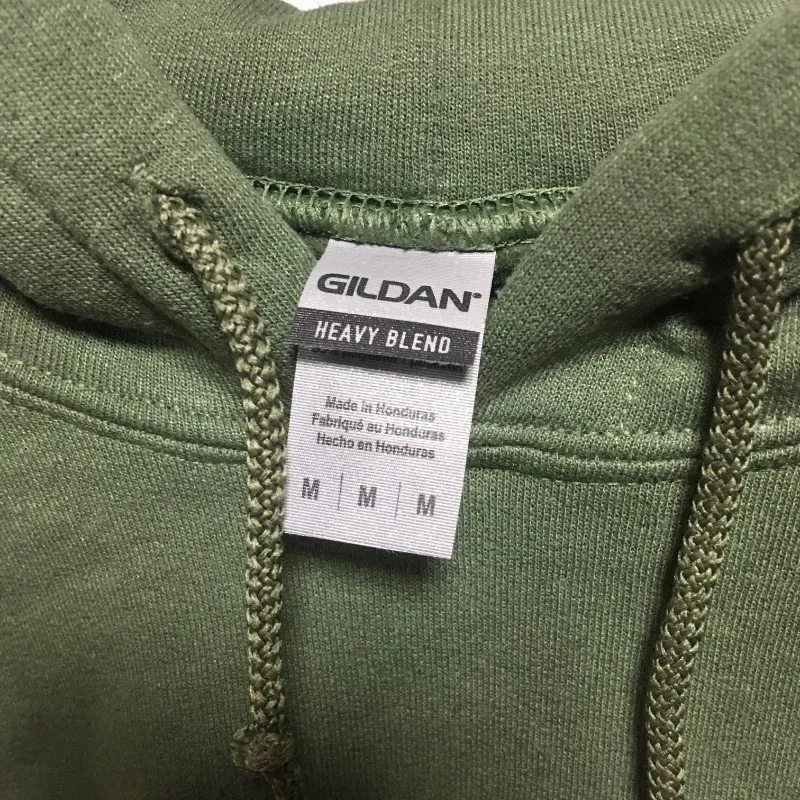 GILDAN®
HEAVY BLEND
Made in Honduras
Fabriqué au Honduras
Hecho en Honduras
M | M | M